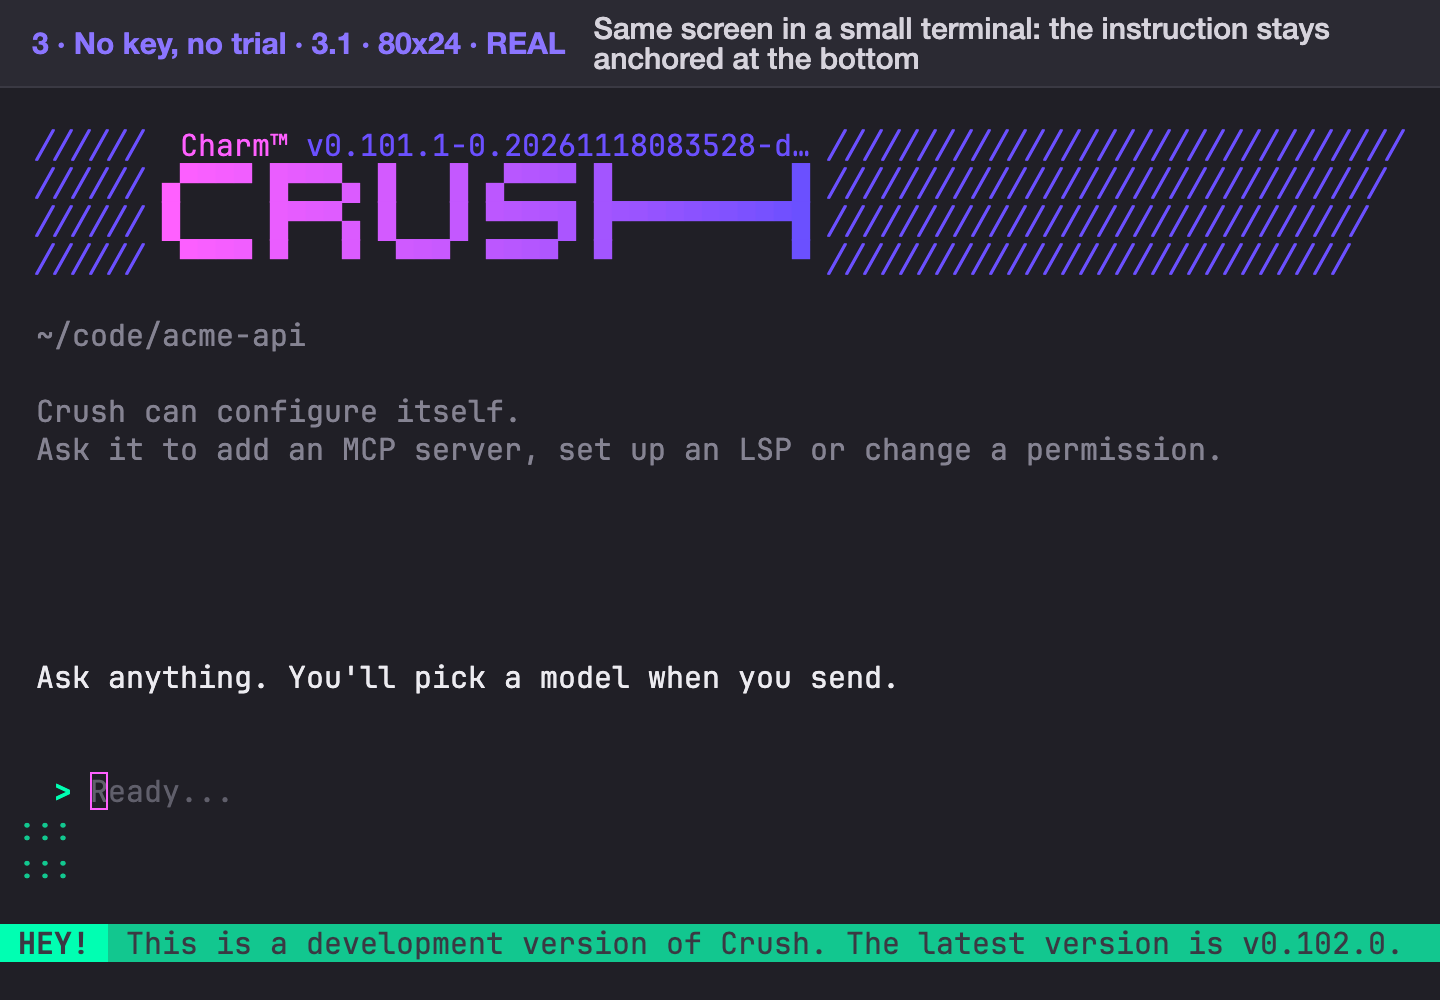 3 · No key, no trial · 3.1 · 80x24 · REAL
Same screen in a small terminal: the instruction stays
anchored at the bottom
////// Charm™ v0.101.1-0.20261118083528-d… ////////////////////////////////
////// CRUSH ///////////////////////////////
////// //////////////////////////////
////// /////////////////////////////
~/code/acme-api
Crush can configure itself.
Ask it to add an MCP server, set up an LSP or change a permission.
Ask anything. You'll pick a model when you send.
> Ready...
:::
:::
HEY! This is a development version of Crush. The latest version is v0.102.0.